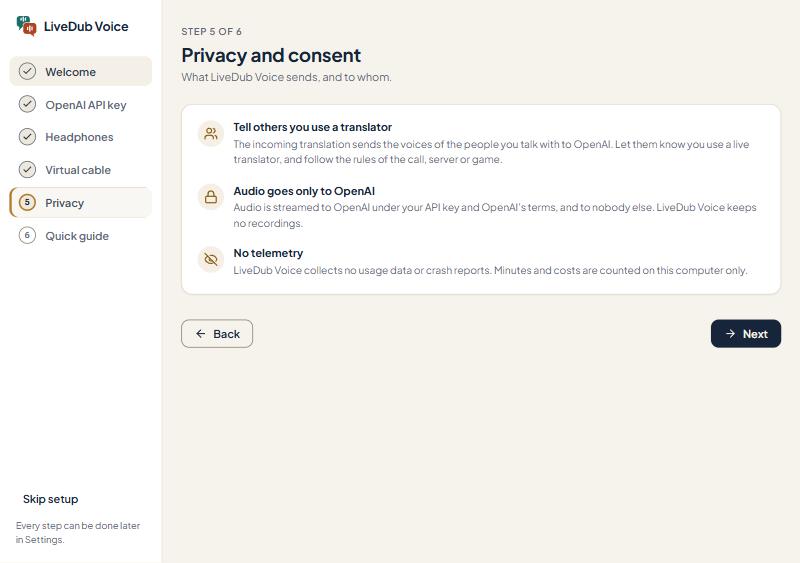 LiveDub Voice
Welcome
OpenAI API key
Headphones
Virtual cable
5 Privacy
6 Quick guide
Skip setup
Every step can be done later
in Settings.
STEP 5 OF 6
Privacy and consent
What LiveDub Voice sends, and to whom.
Tell others you use a translator
The incoming translation sends the voices of the people you talk with to OpenAI. Let them know you use a live
translator, and follow the rules of the call, server or game.
Audio goes only to OpenAI
Audio is streamed to OpenAI under your API key and OpenAI's terms, and to nobody else. LiveDub Voice keeps
no recordings.
No telemetry
LiveDub Voice collects no usage data or crash reports. Minutes and costs are counted on this computer only.
Back
Next